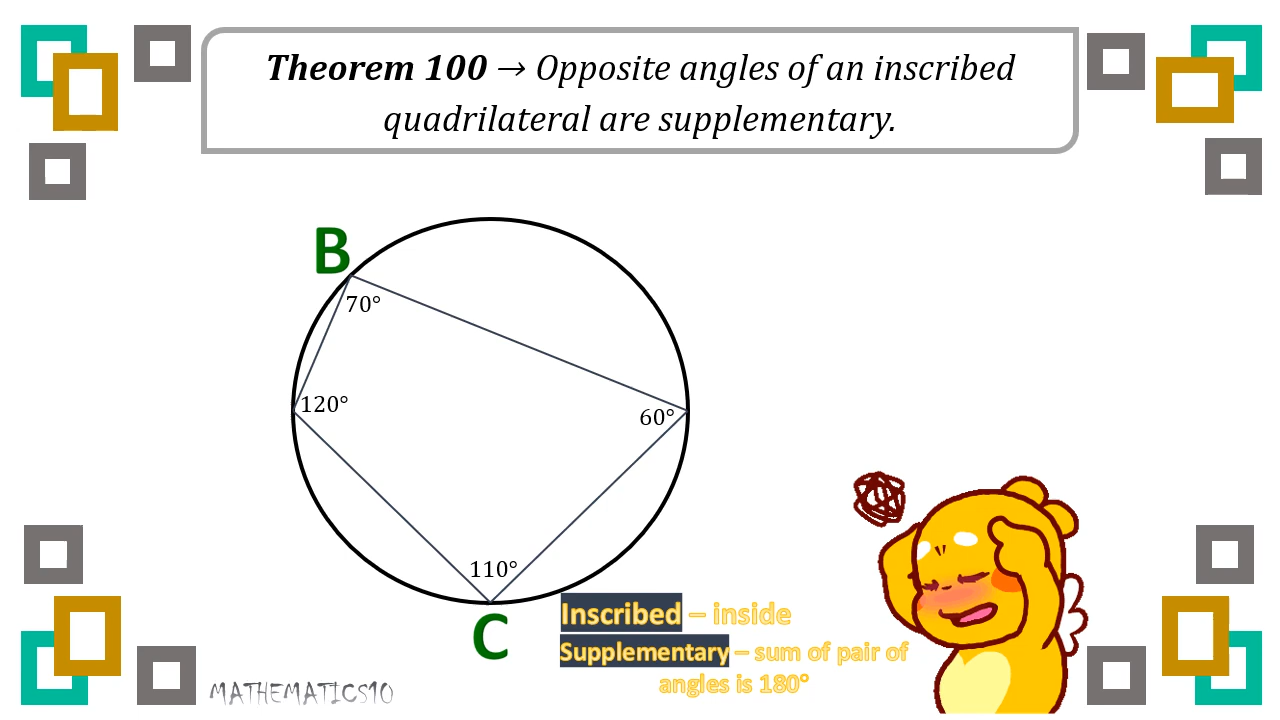 Theorem 100 → Opposite angles of an inscribed
quadrilateral are supplementary.
B
70°
120°
60°
110°
C
Inscribed – inside
Supplementary – sum of pair of
angles is 180°
MATHEMATICS10